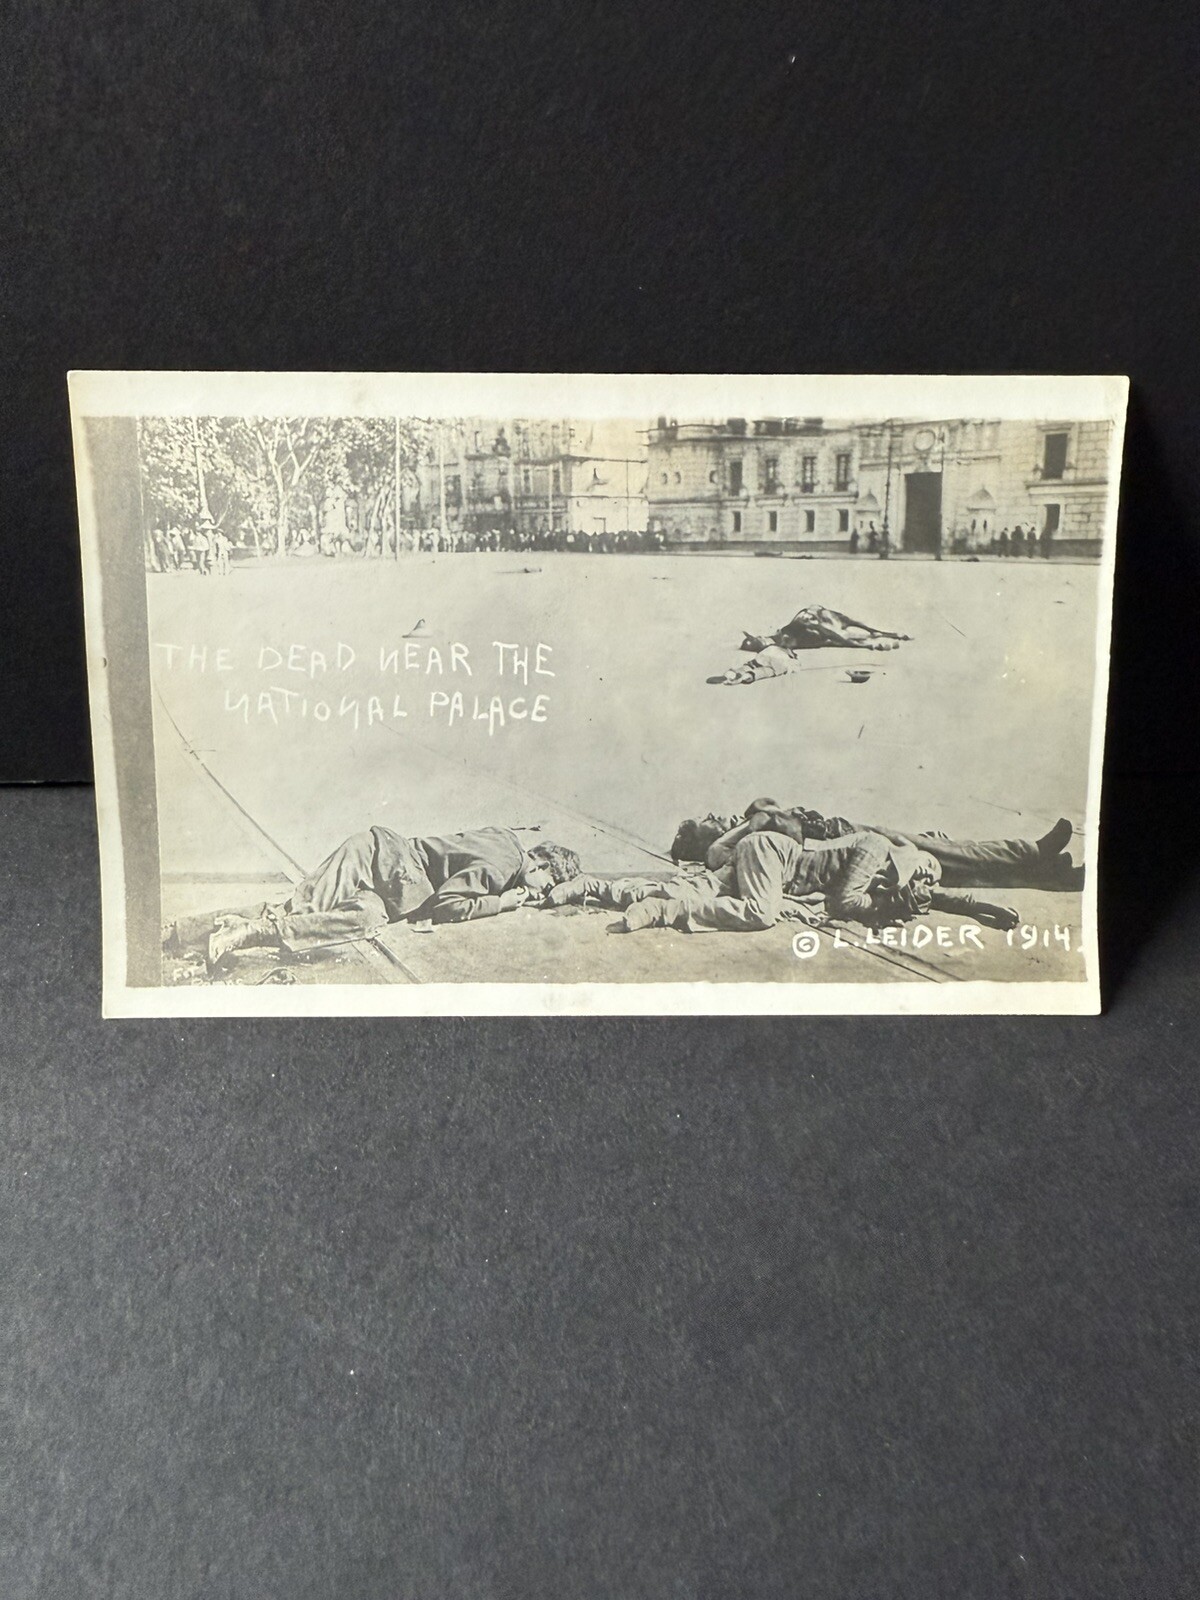 THE DEAD NEAR THE
NATIONAL PALACE
© L. LEIDER 1914.